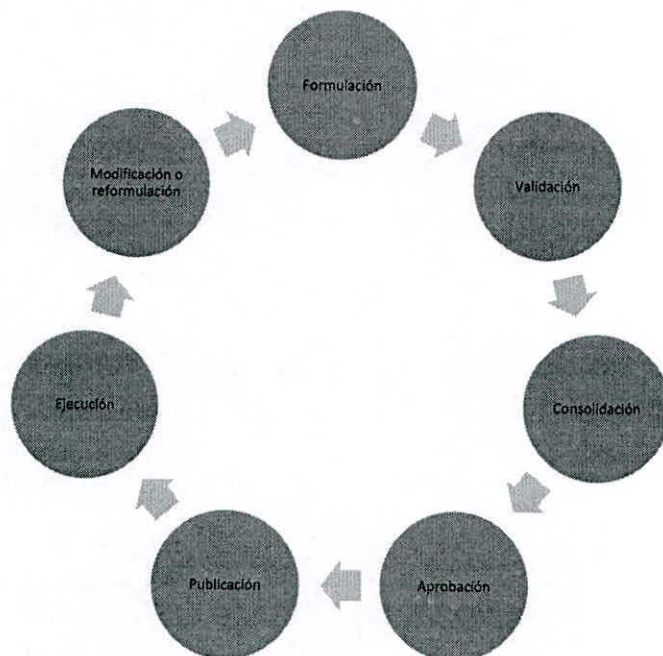 Formulación
Validación
Consolidación
Aprobación
Publicación
Ejecución
Modificación o
reformulación